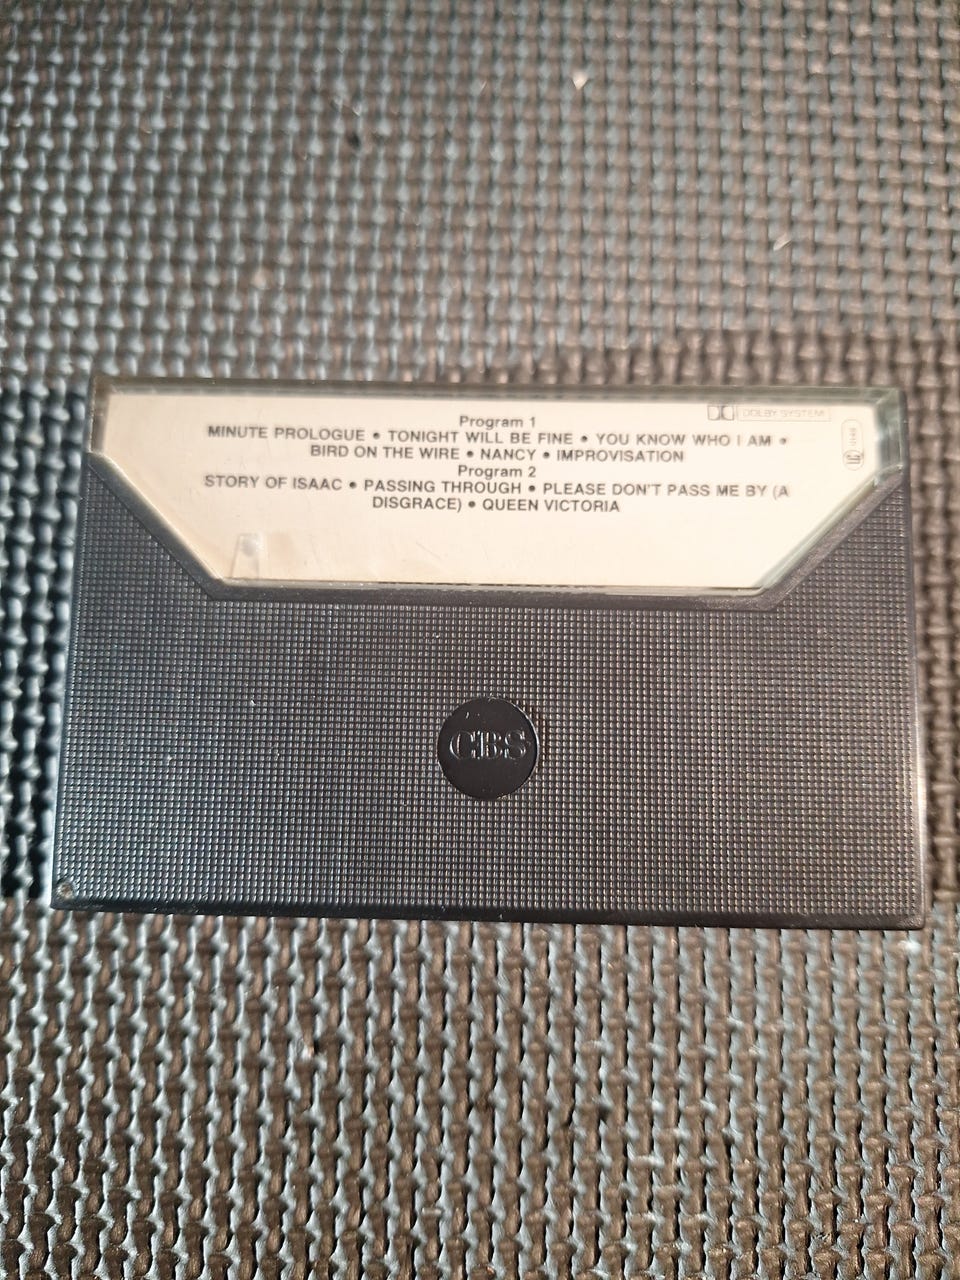 DOLBY SYSTEM
Program 1
MINUTE PROLOGUE • TONIGHT WILL BE FINE • YOU KNOW WHO I AM •
BIRD ON THE WIRE • NANCY • IMPROVISATION
Program 2
STORY OF ISAAC • PASSING THROUGH • PLEASE DON'T PASS ME BY (A
DISGRACE) • QUEEN VICTORIA
CBS